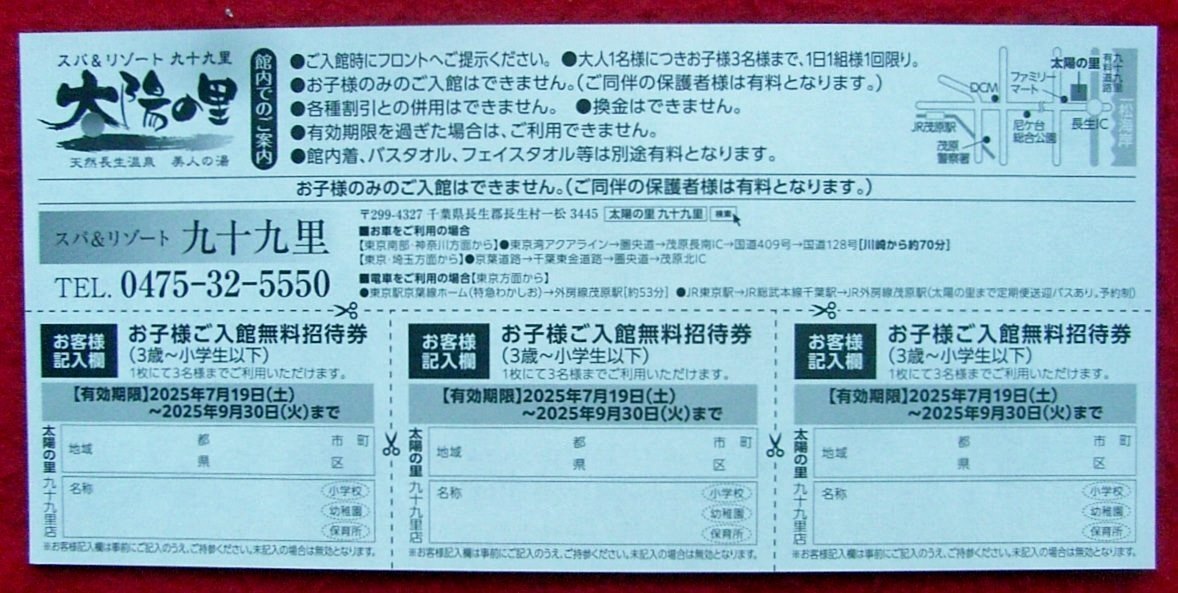 スパ&リゾート 九十九里
太陽の里
天然長生温泉 美人の湯
館内でのご案内
●ご入館時にフロントへご提示ください。 ●大人1名様につきお子様3名様まで、1日1組様1回限り。
●お子様のみのご入館はできません。(ご同伴の保護者様は有料となります。)
●各種割引との併用はできません。 ●換金はできません。
●有効期限を過ぎた場合は、ご利用できません。
●館内着、バスタオル、フェイスタオル等は別途有料となります。
太陽の里
九十九里有料道路
ファミリーマート
DCM
JR茂原駅
茂原警察署
尼ケ台総合公園
長生IC
お子様のみのご入館はできません。(ご同伴の保護者様は有料となります。)
スパ&リゾート 九十九里
TEL. 0475-32-5550
〒299-4327 千葉県長生郡長生村一松 3445 太陽の里 九十九里 検索
■お車をご利用の場合
【東京南部・神奈川方面から】●東京湾アクアライン→圏央道→茂原長南IC→国道409号→国道128号[川崎から約70分]
【東京・埼玉方面から】●京葉道路→千葉東金道路→圏央道→茂原北IC
■電車をご利用の場合【東京方面から】
●東京駅京葉線ホーム(特急わかしお)→外房線茂原駅[約53分] ●JR東京駅→JR総武本線千葉駅→JR外房線茂原駅(太陽の里まで定期便送迎バスあり。予約制)
お客様記入欄
お子様ご入館無料招待券
(3歳~小学生以下)
1枚にて3名様までご利用いただけます。
【有効期限】2025年7月19日(土)
~2025年9月30日(火)まで
太陽の里 九十九里店
地域 都 市 町
県 区
名称 小学校
幼稚園
保育所
※お客様記入欄は事前にご記入のうえ、ご持参ください。未記入の場合は無効となります。
お客様記入欄
お子様ご入館無料招待券
(3歳~小学生以下)
1枚にて3名様までご利用いただけます。
【有効期限】2025年7月19日(土)
~2025年9月30日(火)まで
太陽の里 九十九里店
地域 都 市 町
県 区
名称 小学校
幼稚園
保育所
※お客様記入欄は事前にご記入のうえ、ご持参ください。未記入の場合は無効となります。
お客様記入欄
お子様ご入館無料招待券
(3歳~小学生以下)
1枚にて3名様までご利用いただけます。
【有効期限】2025年7月19日(土)
~2025年9月30日(火)まで
太陽の里 九十九里店
地域 都 市 町
県 区
名称 小学校
幼稚園
保育所
※お客様記入欄は事前にご記入のうえ、ご持参ください。未記入の場合は無効となります。